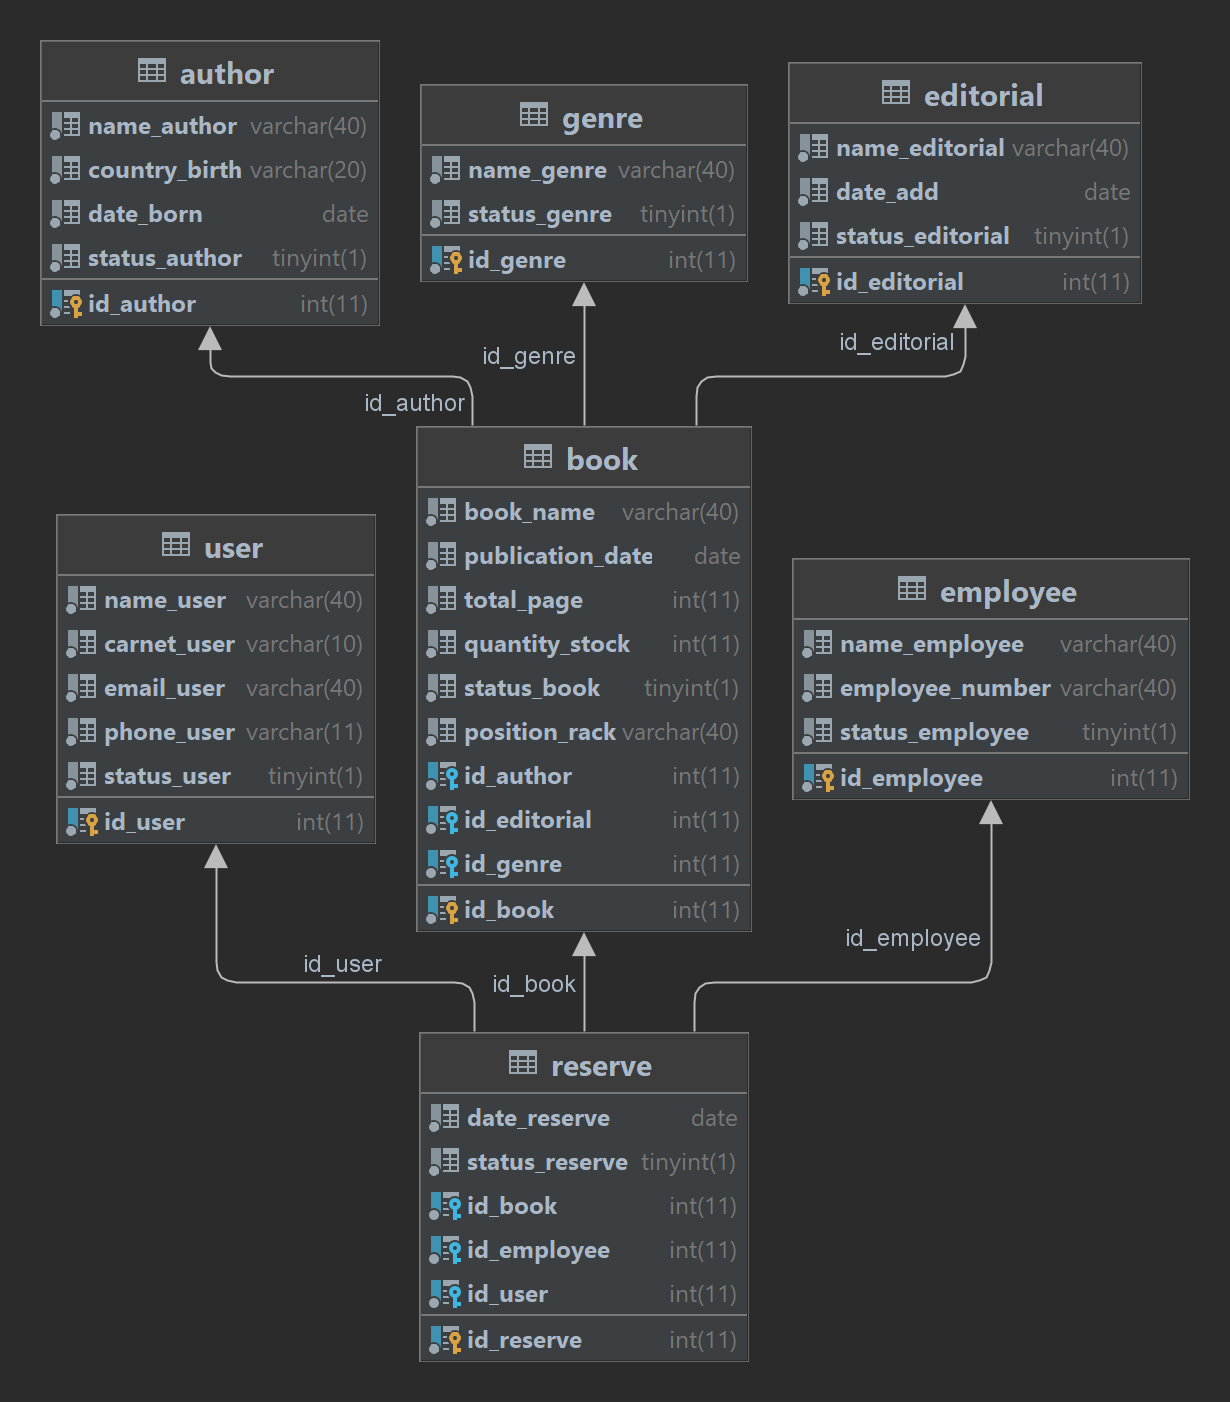 author
name_author varchar(40)
country_birth varchar(20)
date_born date
status_author tinyint(1)
id_author int(11)
genre
name_genre varchar(40)
status_genre tinyint(1)
id_genre int(11)
editorial
name_editorial varchar(40)
date_add date
status_editorial tinyint(1)
id_editorial int(11)
id_author
id_genre
id_editorial
book
book_name varchar(40)
publication_date date
total_page int(11)
quantity_stock int(11)
status_book tinyint(1)
position_rack varchar(40)
id_author int(11)
id_editorial int(11)
id_genre int(11)
id_book int(11)
user
name_user varchar(40)
carnet_user varchar(10)
email_user varchar(40)
phone_user varchar(11)
status_user tinyint(1)
id_user int(11)
employee
name_employee varchar(40)
employee_number varchar(40)
status_employee tinyint(1)
id_employee int(11)
id_user
id_book
id_employee
reserve
date_reserve date
status_reserve tinyint(1)
id_book int(11)
id_employee int(11)
id_user int(11)
id_reserve int(11)